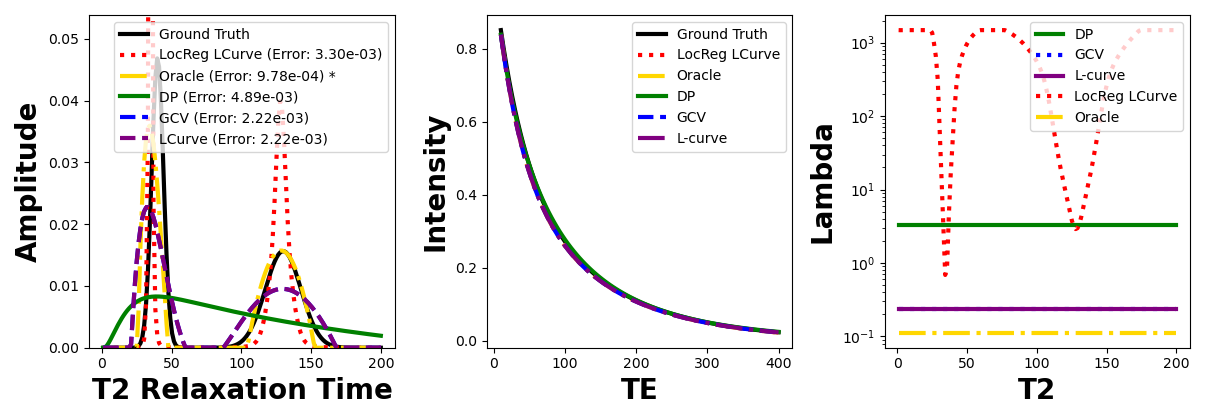 Amplitude
0.05
0.04
0.03
0.02
0.01
0.00
0
50
100
150
200
T2 Relaxation Time
Ground Truth
LocReg LCurve (Error: 3.30e-03)
Oracle (Error: 9.78e-04) *
DP (Error: 4.89e-03)
GCV (Error: 2.22e-03)
LCurve (Error: 2.22e-03)
Intensity
0.8
0.6
0.4
0.2
0.0
0
100
200
300
400
TE
Ground Truth
LocReg LCurve
Oracle
DP
GCV
L-curve
Lambda
10³
10²
10¹
10⁰
10⁻¹
0
50
100
150
200
T2
DP
GCV
L-curve
LocReg LCurve
Oracle